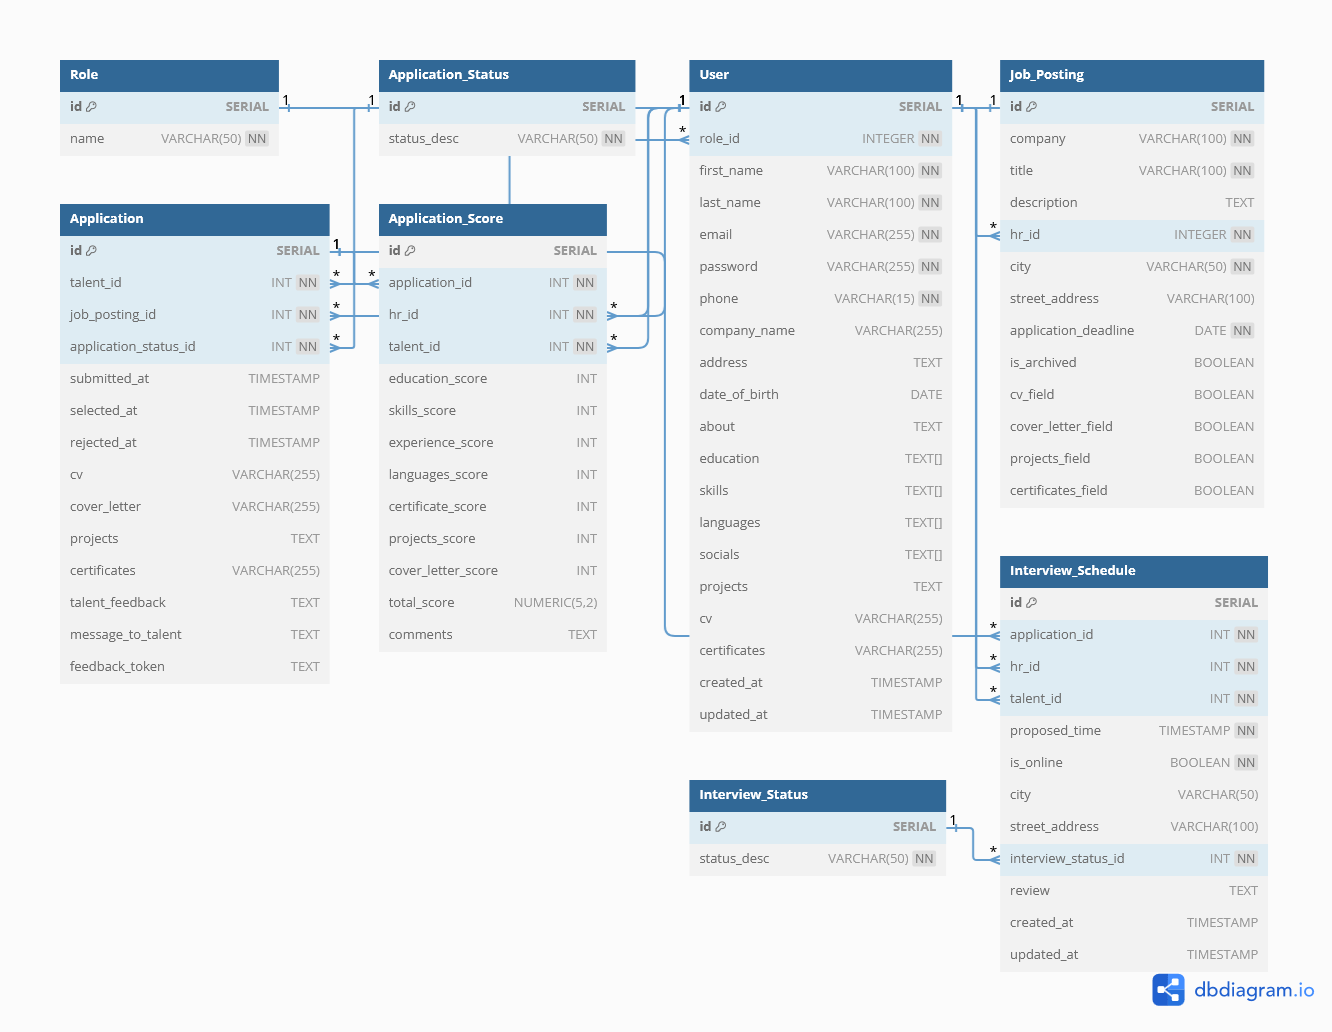 Role
id SERIAL
name VARCHAR(50) NN
Application_Status
id SERIAL
status_desc VARCHAR(50) NN
User
id SERIAL
role_id INTEGER NN
first_name VARCHAR(100) NN
last_name VARCHAR(100) NN
email VARCHAR(255) NN
password VARCHAR(255) NN
phone VARCHAR(15) NN
company_name VARCHAR(255)
address TEXT
date_of_birth DATE
about TEXT
education TEXT[]
skills TEXT[]
languages TEXT[]
socials TEXT[]
projects TEXT
cv VARCHAR(255)
certificates VARCHAR(255)
created_at TIMESTAMP
updated_at TIMESTAMP
Job_Posting
id SERIAL
company VARCHAR(100) NN
title VARCHAR(100) NN
description TEXT
hr_id INTEGER NN
city VARCHAR(50) NN
street_address VARCHAR(100)
application_deadline DATE NN
is_archived BOOLEAN
cv_field BOOLEAN
cover_letter_field BOOLEAN
projects_field BOOLEAN
certificates_field BOOLEAN
Application
id SERIAL
talent_id INT NN
job_posting_id INT NN
application_status_id INT NN
submitted_at TIMESTAMP
selected_at TIMESTAMP
rejected_at TIMESTAMP
cv VARCHAR(255)
cover_letter VARCHAR(255)
projects TEXT
certificates VARCHAR(255)
talent_feedback TEXT
message_to_talent TEXT
feedback_token TEXT
Application_Score
id SERIAL
application_id INT NN
hr_id INT NN
talent_id INT NN
education_score INT
skills_score INT
experience_score INT
languages_score INT
certificate_score INT
projects_score INT
cover_letter_score INT
total_score NUMERIC(5,2)
comments TEXT
Interview_Schedule
id SERIAL
application_id INT NN
hr_id INT NN
talent_id INT NN
proposed_time TIMESTAMP NN
is_online BOOLEAN NN
city VARCHAR(50)
street_address VARCHAR(100)
interview_status_id INT NN
review TEXT
created_at TIMESTAMP
updated_at TIMESTAMP
Interview_Status
id SERIAL
status_desc VARCHAR(50) NN
1
1
1
*
1
1
*
1
*
*
*
*
*
*
*
*
*
1
*
dbdiagram.io